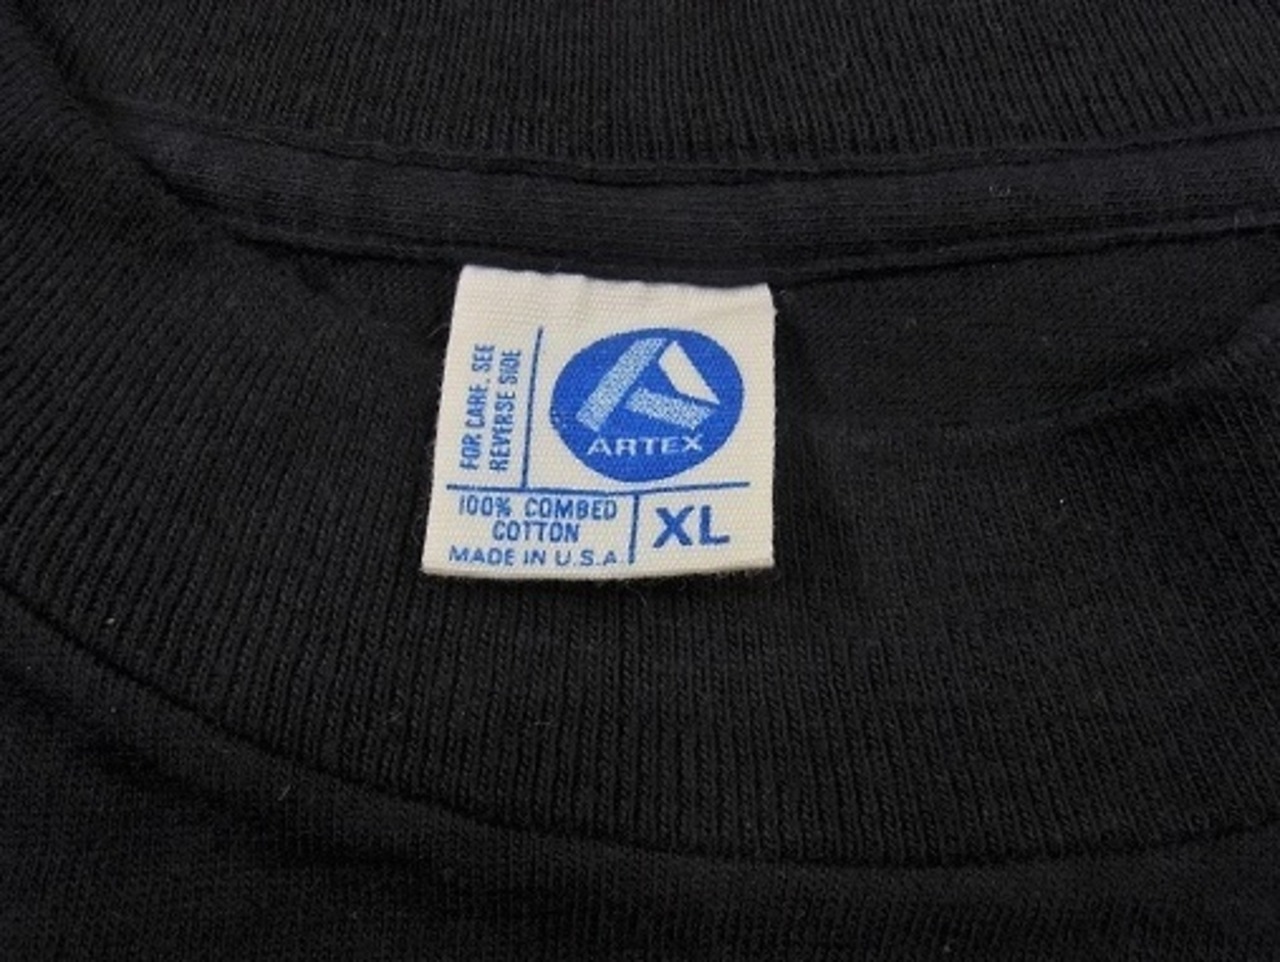 FOR CARE, SEE
REVERSE SIDE
ARTEX
100% COMBED
COTTON
MADE IN U.S.A
XL